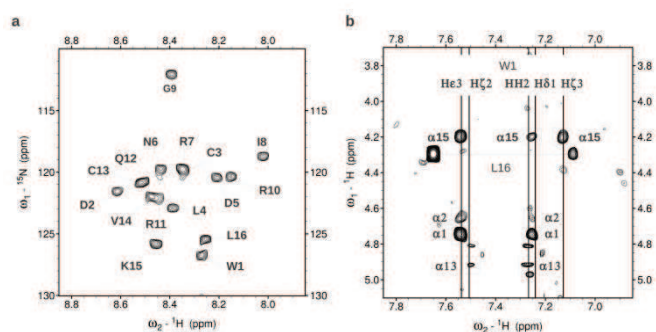 a
b
8.6 8.4 8.2 8.0
7.8 7.6 7.4 7.2 7.0
G9
115
115
N6 R7 I8
Q12 C3
C13
120
120
D2 D5 R10
V14 R11 L4
L16
125
125
K15 W1
130
130
8.6 8.4 8.2 8.0
ω1 - 15N (ppm)
ω2 - 1H (ppm)
3.8 W1 3.8
Hε3 Hζ2 HH2 Hδ1 Hζ3
4.0 4.0
α15 α15 α15
4.2 4.2
L16
4.4 4.4
4.6 4.6
α2 α2
α1 α1
4.8 4.8
α13 α13
5.0 5.0
7.8 7.6 7.4 7.2 7.0
ω1 - 1H (ppm)
ω2 - 1H (ppm)